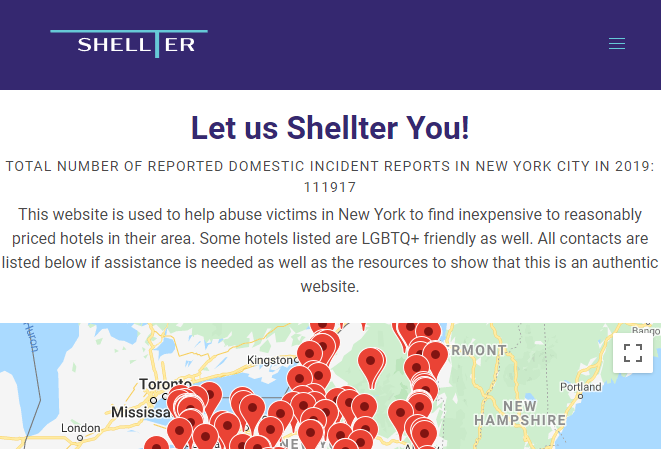 SHELLTER
Let us Shellter You!
TOTAL NUMBER OF REPORTED DOMESTIC INCIDENT REPORTS IN NEW YORK CITY IN 2019:
111917
This website is used to help abuse victims in New York to find inexpensive to reasonably
priced hotels in their area. Some hotels listed are LGBTQ+ friendly as well. All contacts are
listed below if assistance is needed as well as the resources to show that this is an authentic
website.
Huron
Kingston
Toronto
Mississa
London
Portland
NEW
HAMPSHIRE